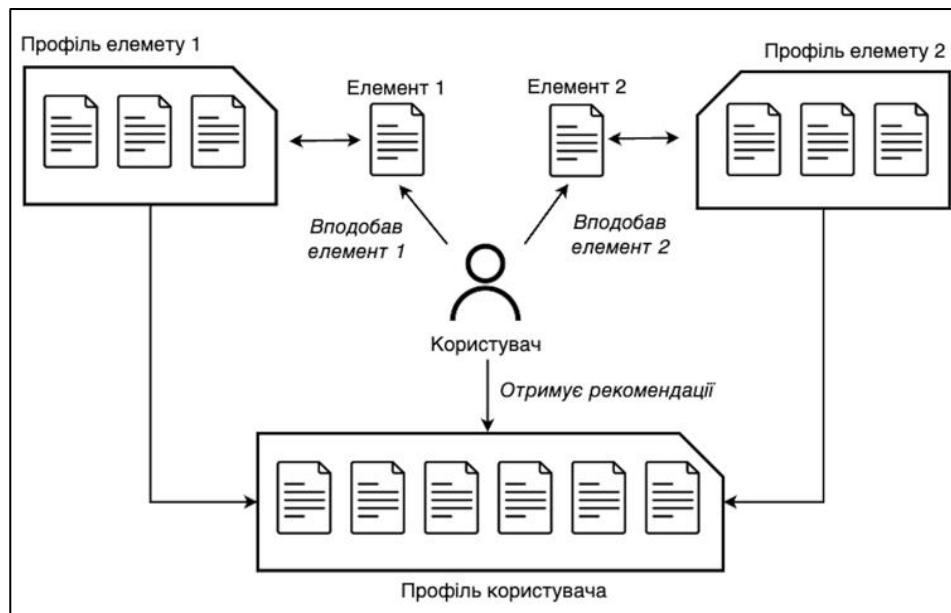 Профіль елемету 1
Профіль елемету 2
Елемент 1
Елемент 2
Вподобав
елемент 1
Вподобав
елемент 2
Користувач
Отримує рекомендації
Профіль користувача